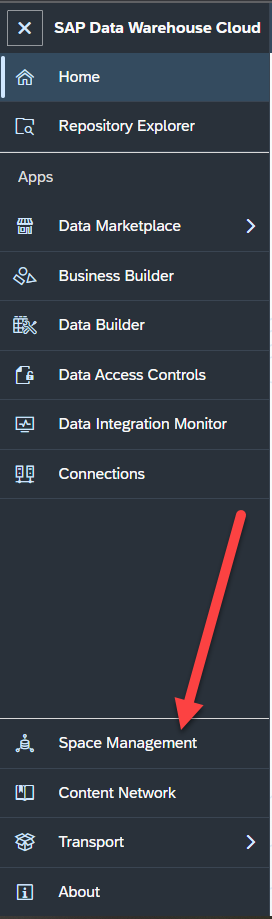 SAP Data Warehouse Cloud
Home
Repository Explorer
Apps
Data Marketplace
Business Builder
Data Builder
Data Access Controls
Data Integration Monitor
Connections
Space Management
Content Network
Transport
About